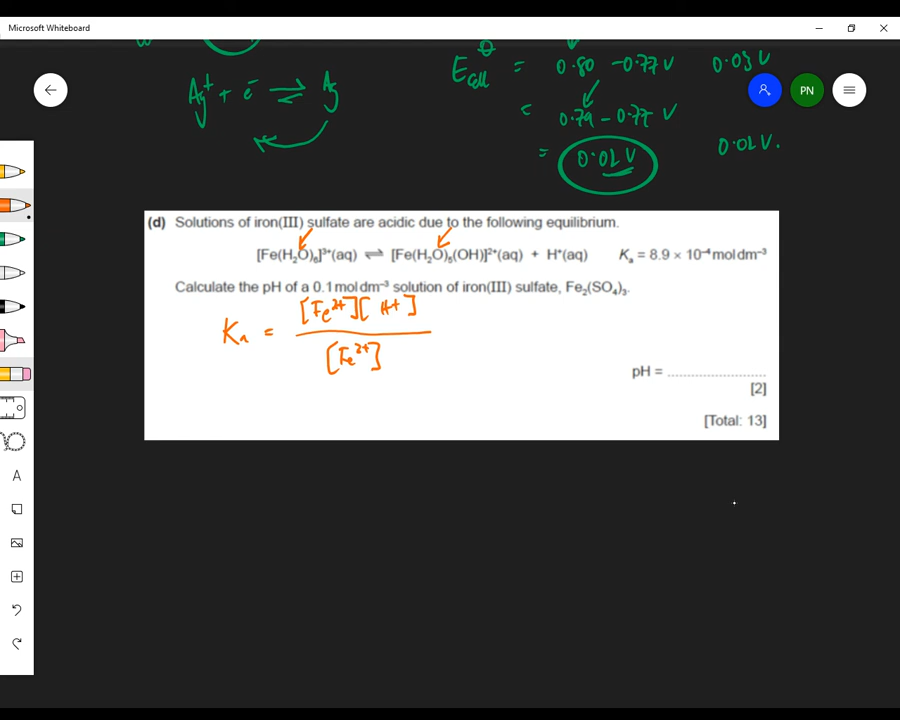 Microsoft Whiteboard
Ag⁺ + e⁻ ⇌ Ag
E⦵cell = 0.80 - 0.77 V 0.03 V
= 0.79 - 0.77 V
= 0.02 V 0.02 V.
PN
(d) Solutions of iron(III) sulfate are acidic due to the following equilibrium.
[Fe(H₂O)₆]³⁺(aq) ⇌ [Fe(H₂O)₅(OH)]²⁺(aq) + H⁺(aq) Kₐ = 8.9 × 10⁻⁴ mol dm⁻³
Calculate the pH of a 0.1 mol dm⁻³ solution of iron(III) sulfate, Fe₂(SO₄)₃.
Kₐ = [Fe²⁺][H⁺]
[Fe²⁺]
pH = ........................
[2]
[Total: 13]
A